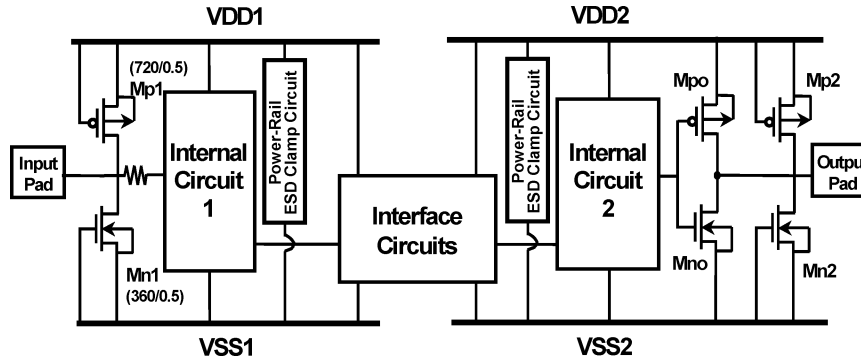 VDD1
VDD2
(720/0.5)
Mp1
Power-Rail
ESD Clamp Circuit
Power-Rail
ESD Clamp Circuit
Mpo
Mp2
Input
Pad
Internal
Circuit
1
Interface
Circuits
Internal
Circuit
2
Output
Pad
Mn1
(360/0.5)
Mno
Mn2
VSS1
VSS2